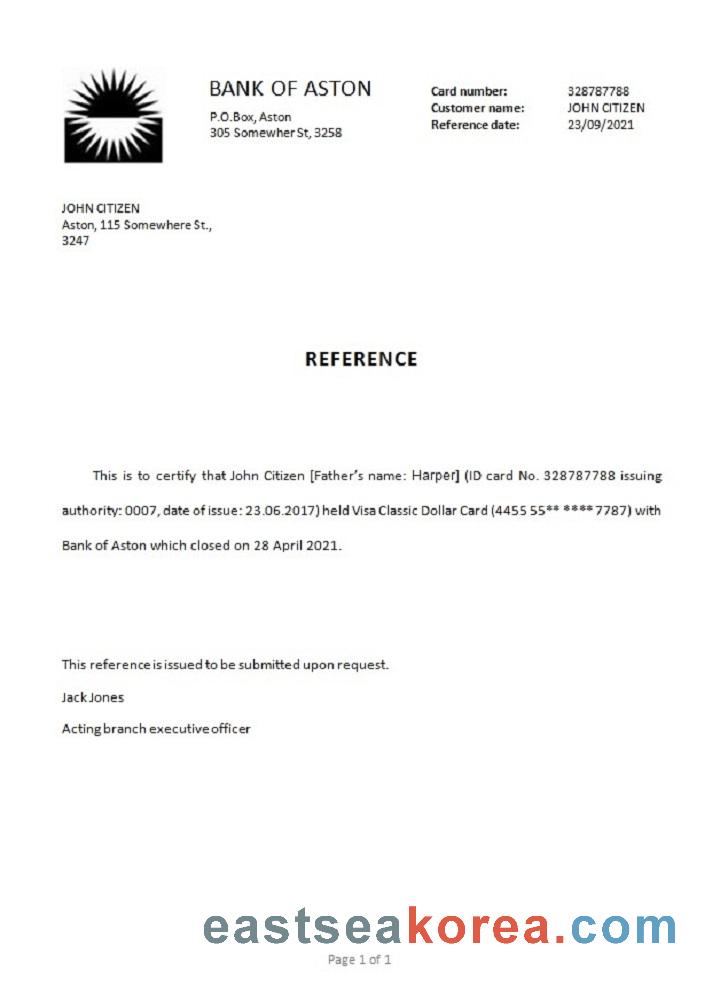 BANK OF ASTON
P.O.Box, Aston
305 Somewher St, 3258
Card number: 328787788
Customer name: JOHN CITIZEN
Reference date: 23/09/2021
JOHN CITIZEN
Aston, 115 Somewhere St.,
3247
REFERENCE
This is to certify that John Citizen [Father's name: Harper] (ID card No. 328787788 issuing
authority: 0007, date of issue: 23.06.2017) held Visa Classic Dollar Card (4455 55** **** 7787) with
Bank of Aston which closed on 28 April 2021.
This reference is issued to be submitted upon request.
Jack Jones
Acting branch executive officer
eastseakorea.com
Page 1 of 1